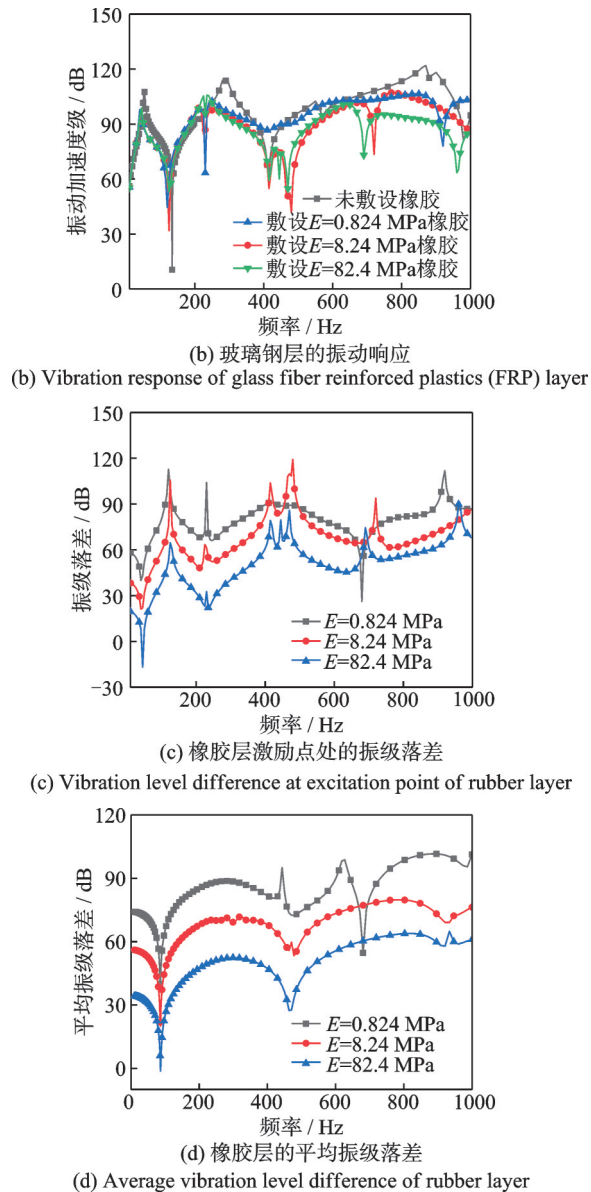 150
120
90
60
30
0
振动加速度级 / dB
未敷设橡胶
敷设E=0.824 MPa橡胶
敷设E=8.24 MPa橡胶
敷设E=82.4 MPa橡胶
200 400 600 800 1000
频率 / Hz
(b) 玻璃钢层的振动响应
(b) Vibration response of glass fiber reinforced plastics (FRP) layer
150
120
90
60
30
0
−30
振级落差 / dB
E=0.824 MPa
E=8.24 MPa
E=82.4 MPa
200 400 600 800 1000
频率 / Hz
(c) 橡胶层激励点处的振级落差
(c) Vibration level difference at excitation point of rubber layer
120
90
60
30
0
平均振级落差 / dB
E=0.824 MPa
E=8.24 MPa
E=82.4 MPa
0 200 400 600 800 1000
频率 / Hz
(d) 橡胶层的平均振级落差
(d) Average vibration level difference of rubber layer